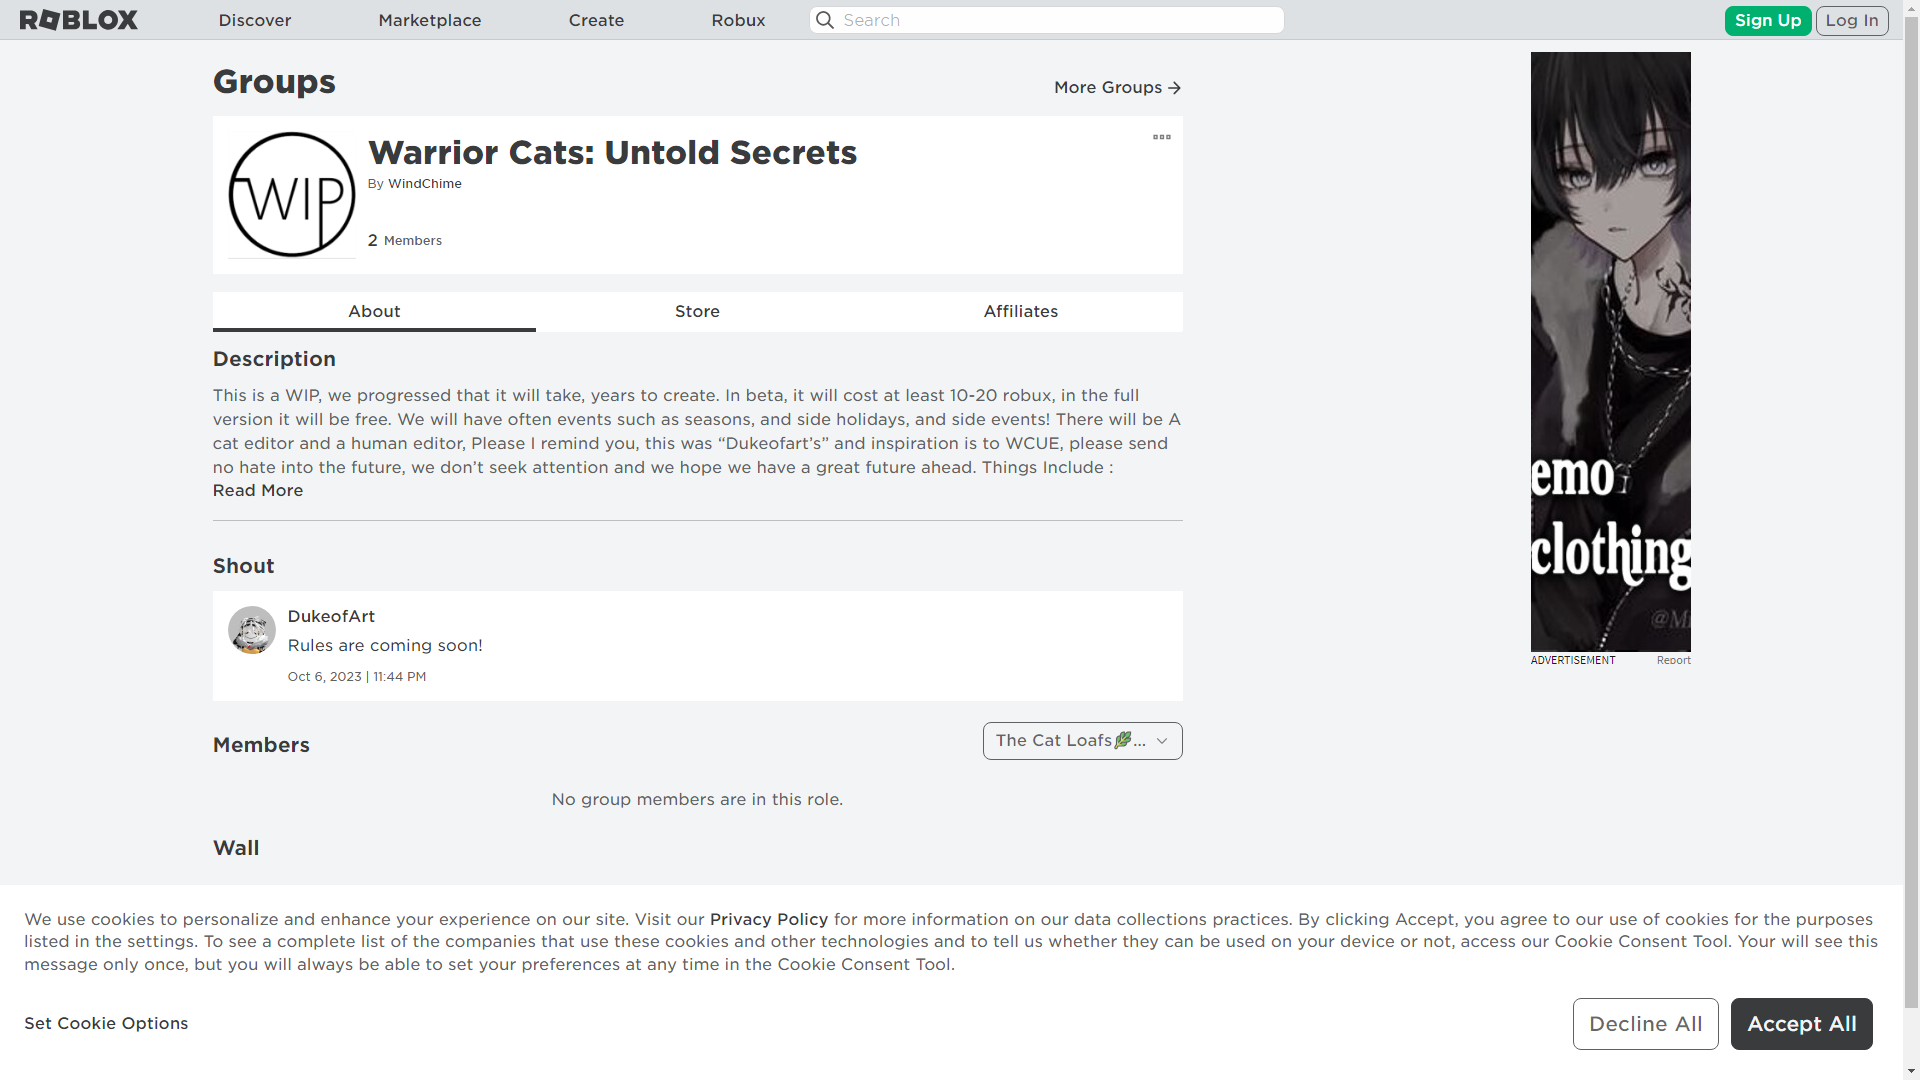 ROBLOX
Discover
Marketplace
Create
Robux
Search
Sign Up
Log In
Groups
More Groups
WIP
Warrior Cats: Untold Secrets
By WindChime
2 Members
About
Store
Affiliates
Description
This is a WIP, we progressed that it will take, years to create. In beta, it will cost at least 10-20 robux, in the full
version it will be free. We will have often events such as seasons, and side holidays, and side events! There will be A
cat editor and a human editor, Please I remind you, this was “Dukeofart’s” and inspiration is to WCUE, please send
no hate into the future, we don’t seek attention and we hope we have a great future ahead. Things Include :
Read More
Shout
DukeofArt
Rules are coming soon!
Oct 6, 2023 | 11:44 PM
Members
The Cat Loafs🌿...
No group members are in this role.
Wall
emo
clothing
ADVERTISEMENT
Report
We use cookies to personalize and enhance your experience on our site. Visit our Privacy Policy for more information on our data collections practices. By clicking Accept, you agree to our use of cookies for the purposes
listed in the settings. To see a complete list of the companies that use these cookies and other technologies and to tell us whether they can be used on your device or not, access our Cookie Consent Tool. Your will see this
message only once, but you will always be able to set your preferences at any time in the Cookie Consent Tool.
Set Cookie Options
Decline All
Accept All